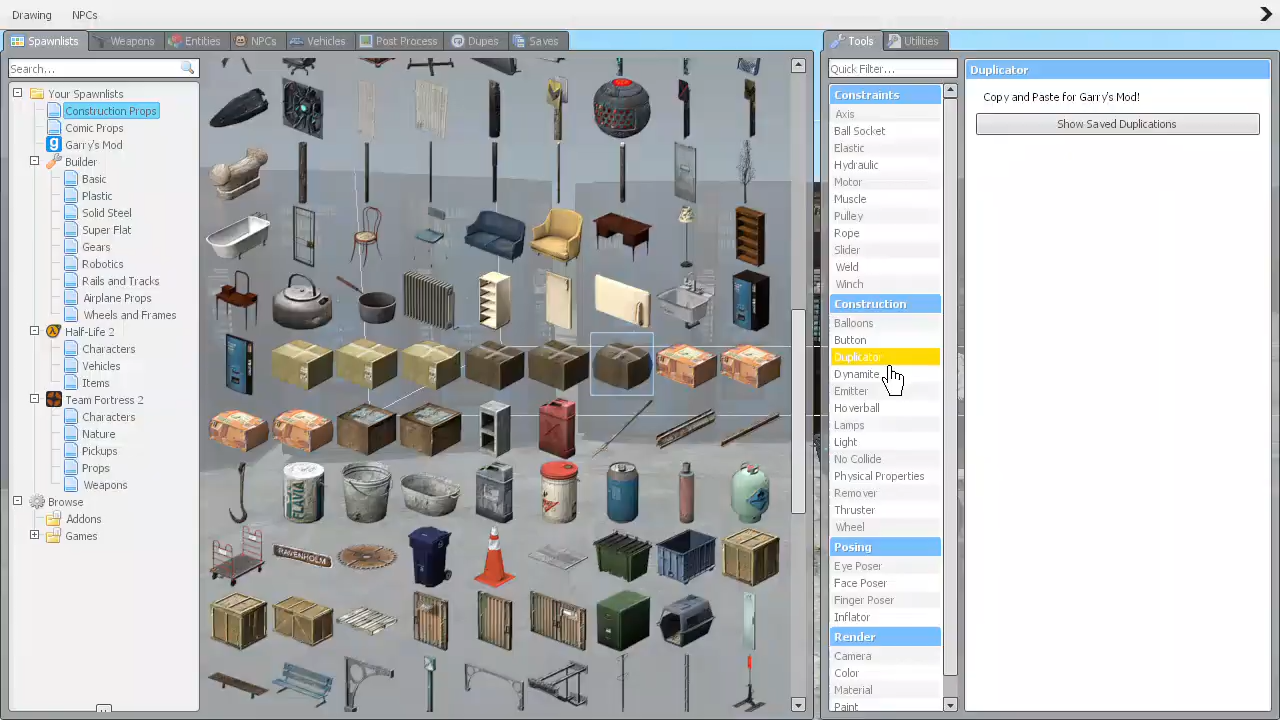 Drawing NPCs
Spawnlists Weapons Entities NPCs Vehicles Post Process Dupes Saves
Search...
Your Spawnlists
Construction Props
Comic Props
Garry's Mod
Builder
Basic
Plastic
Solid Steel
Super Flat
Gears
Robotics
Rails and Tracks
Airplane Props
Wheels and Frames
Half-Life 2
Characters
Vehicles
Items
Team Fortress 2
Characters
Nature
Pickups
Props
Weapons
Browse
Addons
Games
RAVENHOLM
Tools Utilities
Quick Filter...
Constraints
Axis
Ball Socket
Elastic
Hydraulic
Motor
Muscle
Pulley
Rope
Slider
Weld
Winch
Construction
Balloons
Button
Duplicator
Dynamite
Emitter
Hoverball
Lamps
Light
No Collide
Physical Properties
Remover
Thruster
Wheel
Posing
Eye Poser
Face Poser
Finger Poser
Inflator
Render
Camera
Color
Material
Paint
Duplicator
Copy and Paste for Garry's Mod!
Show Saved Duplications